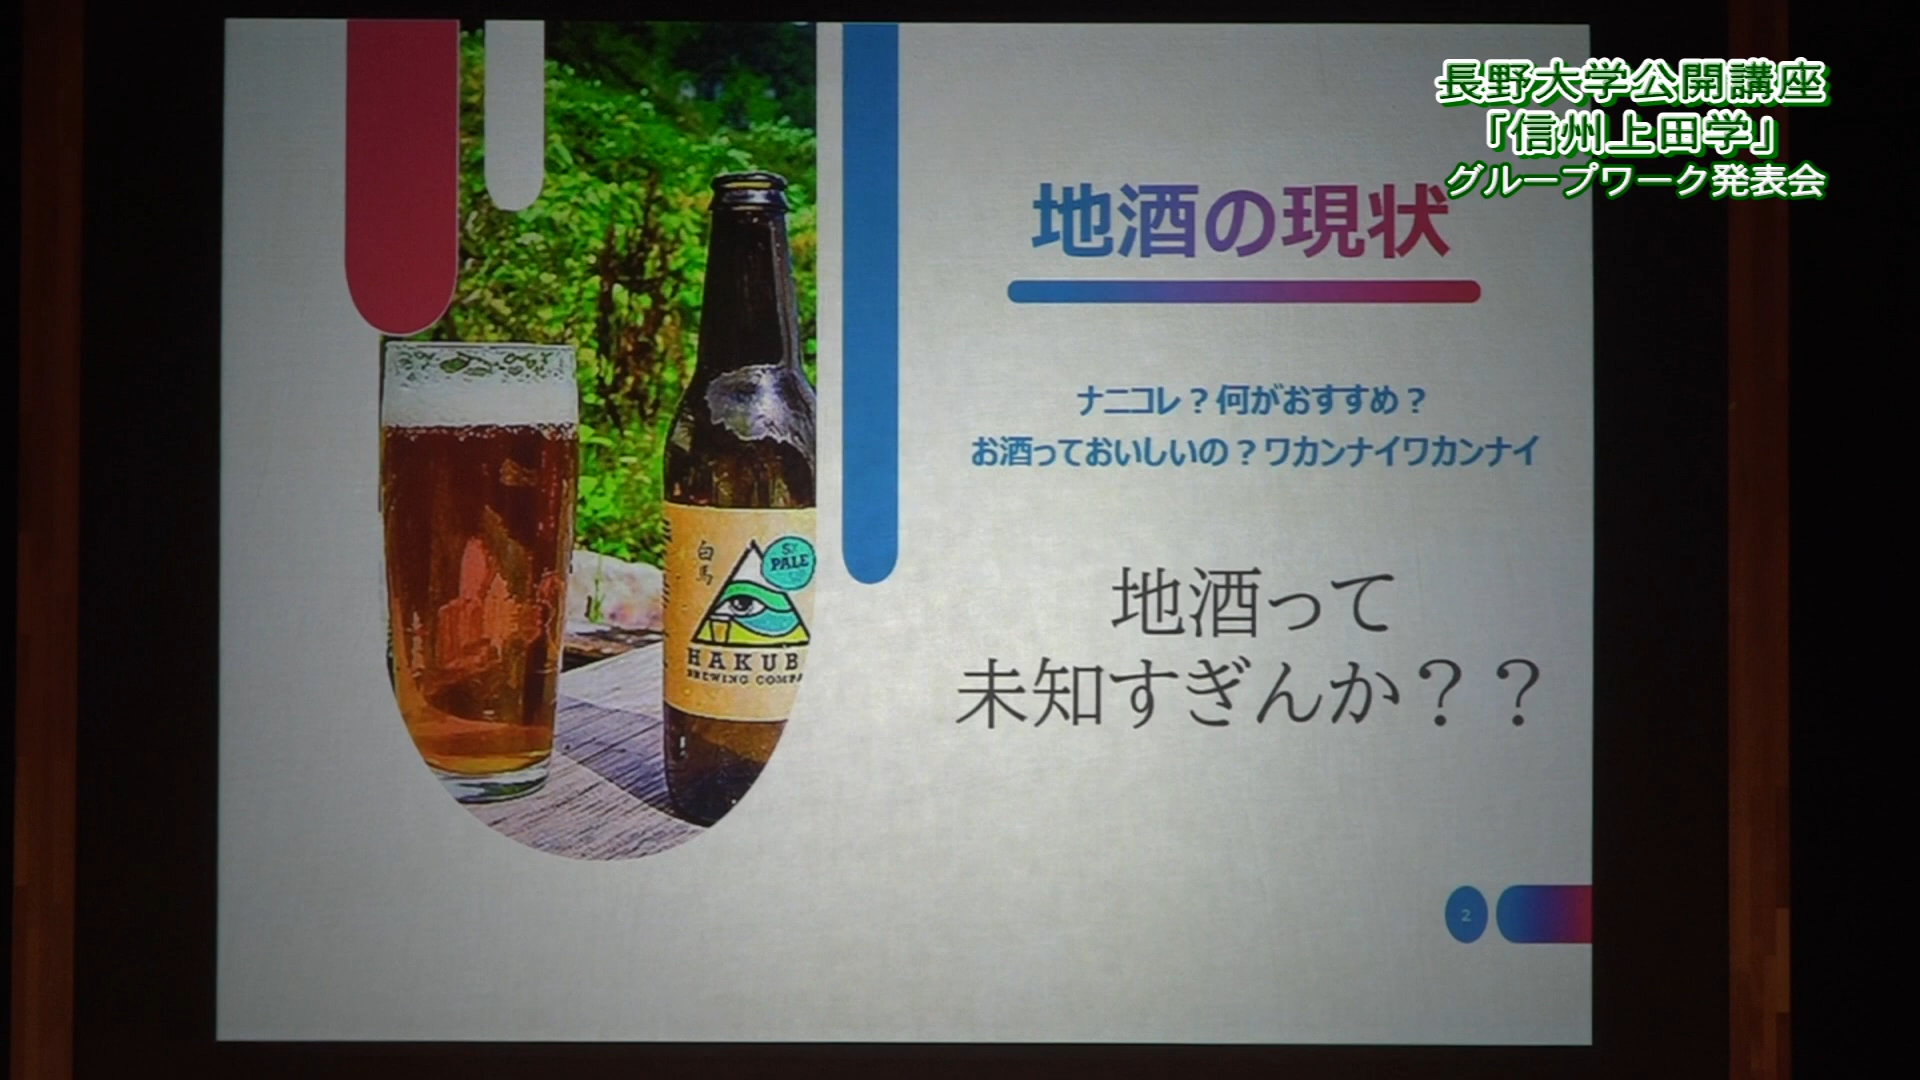 長野大学公開講座
「信州上田学」
グループワーク発表会
地酒の現状
ナニコレ？何がおすすめ？
お酒っておいしいの？ワカンナイワカンナイ
地酒って
未知すぎんか？？
白馬
PALE
HAKUB
BREWING COMPA
2